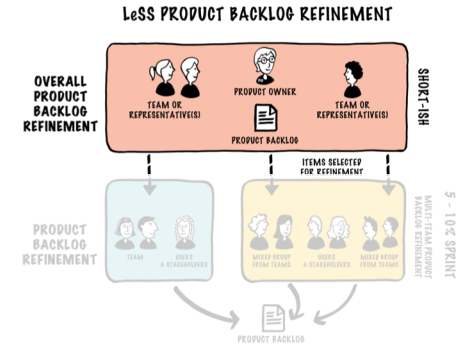 LeSS PRODUCT BACKLOG REFINEMENT
OVERALL
PRODUCT
BACKLOG
REFINEMENT
TEAM OR
REPRESENTATIVE(S)
PRODUCT OWNER
PRODUCT BACKLOG
TEAM OR
REPRESENTATIVE(S)
SHORT-ISH
ITEMS SELECTED
FOR REFINEMENT
PRODUCT
BACKLOG
REFINEMENT
TEAM
USERS
& STAKEHOLDERS
MIXED GROUP
FROM TEAMS
USERS
& STAKEHOLDERS
MIXED GROUP
FROM TEAMS
MULTI-TEAM PRODUCT
BACKLOG REFINEMENT
5 - 10% SPRINT
PRODUCT BACKLOG